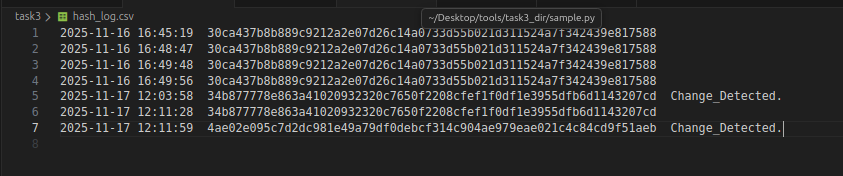 task3 > hash_log.csv
~/Desktop/tools/task3_dir/sample.py
1 2025-11-16 16:45:19 30ca437b8b889c9212a2e07d26c14a0733d55b021d311524a7f342439e817588
2 2025-11-16 16:48:47 30ca437b8b889c9212a2e07d26c14a0733d55b021d311524a7f342439e817588
3 2025-11-16 16:49:48 30ca437b8b889c9212a2e07d26c14a0733d55b021d311524a7f342439e817588
4 2025-11-16 16:49:56 30ca437b8b889c9212a2e07d26c14a0733d55b021d311524a7f342439e817588
5 2025-11-17 12:03:58 34b877778e863a41020932320c7650f2208cfef1f0df1e3955dfb6d1143207cd Change_Detected.
6 2025-11-17 12:11:28 34b877778e863a41020932320c7650f2208cfef1f0df1e3955dfb6d1143207cd
7 2025-11-17 12:11:59 4ae02e095c7d2dc981e49a79df0debcf314c904ae979eae021c4c84cd9f51aeb Change_Detected.
8